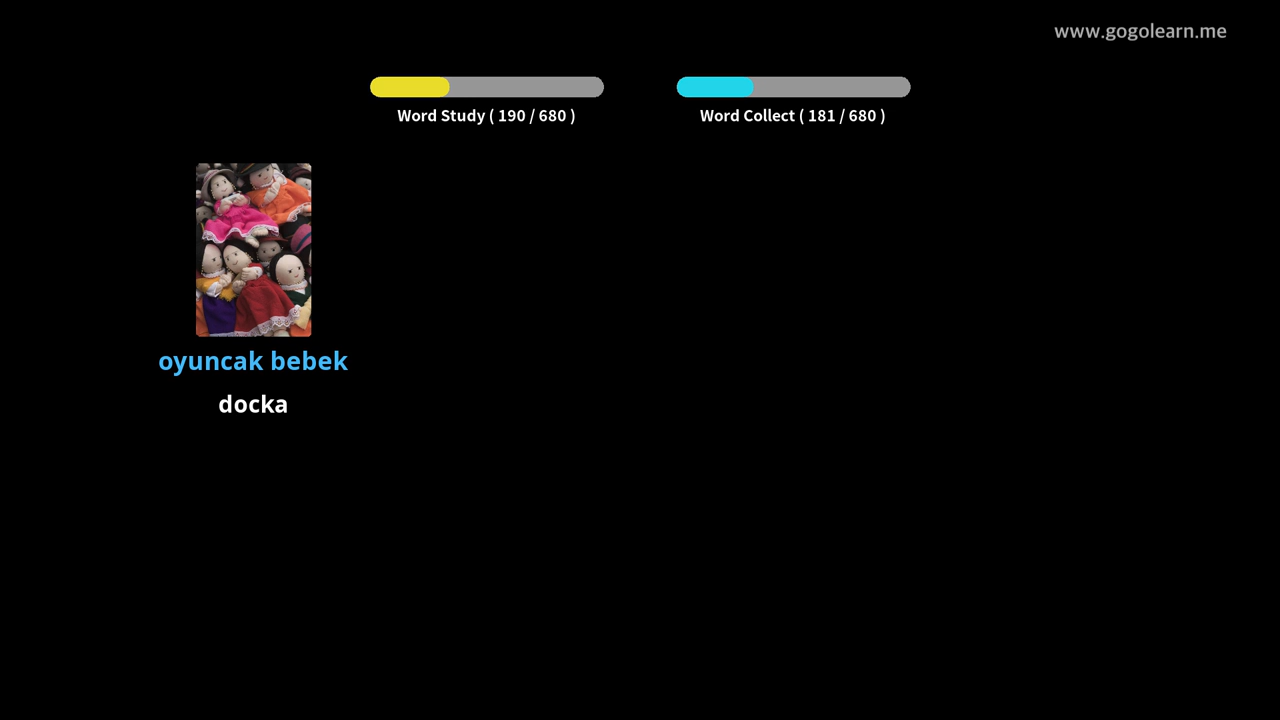 www.gogolearn.me
Word Study ( 190 / 680 )
Word Collect ( 181 / 680 )
oyuncak bebek
docka